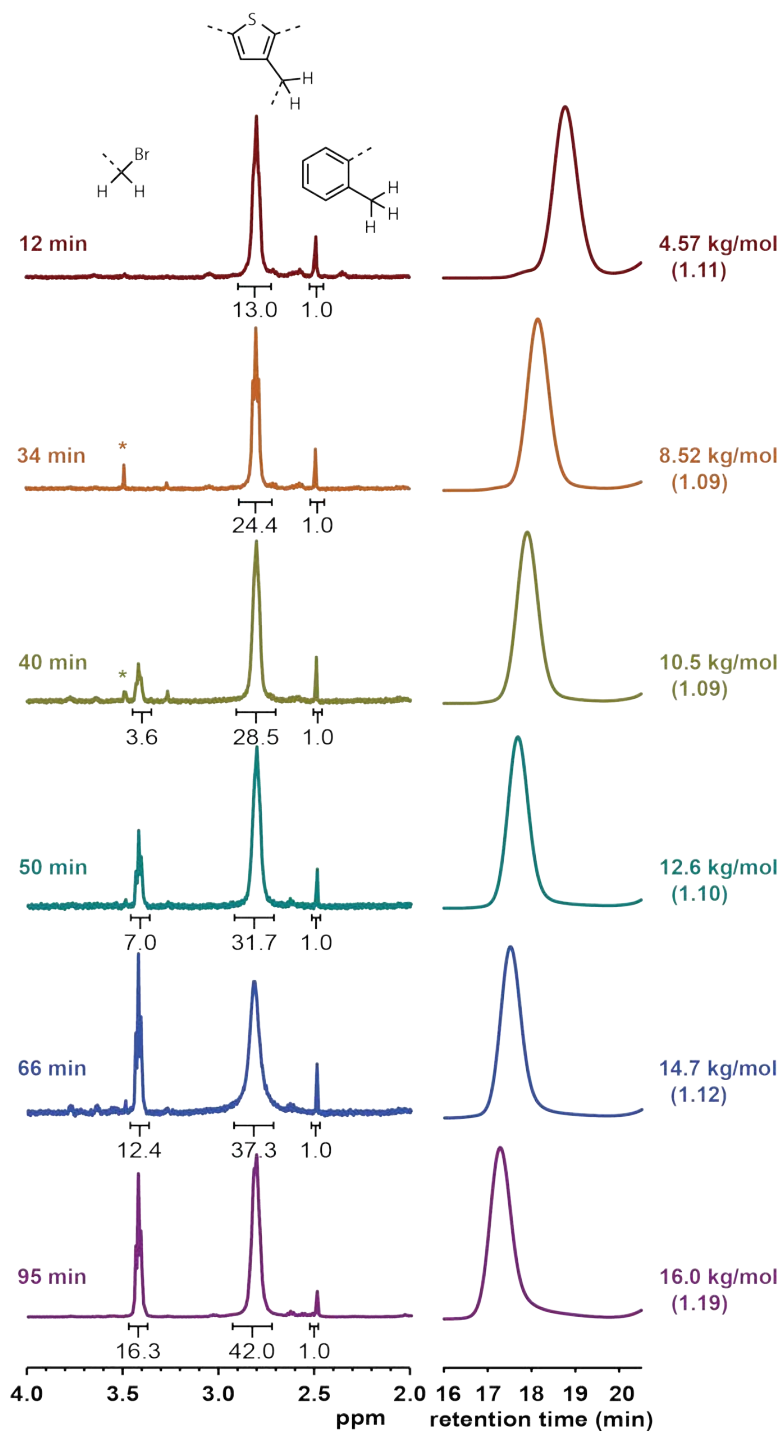 S
H
H
Br
H
H
H
H
H
12 min
13.0
1.0
4.57 kg/mol
(1.11)
34 min
*
24.4
1.0
8.52 kg/mol
(1.09)
40 min
*
3.6
28.5
1.0
10.5 kg/mol
(1.09)
50 min
7.0
31.7
1.0
12.6 kg/mol
(1.10)
66 min
12.4
37.3
1.0
14.7 kg/mol
(1.12)
95 min
16.3
42.0
1.0
16.0 kg/mol
(1.19)
4.0 3.5 3.0 2.5 2.0
ppm
16 17 18 19 20
retention time (min)